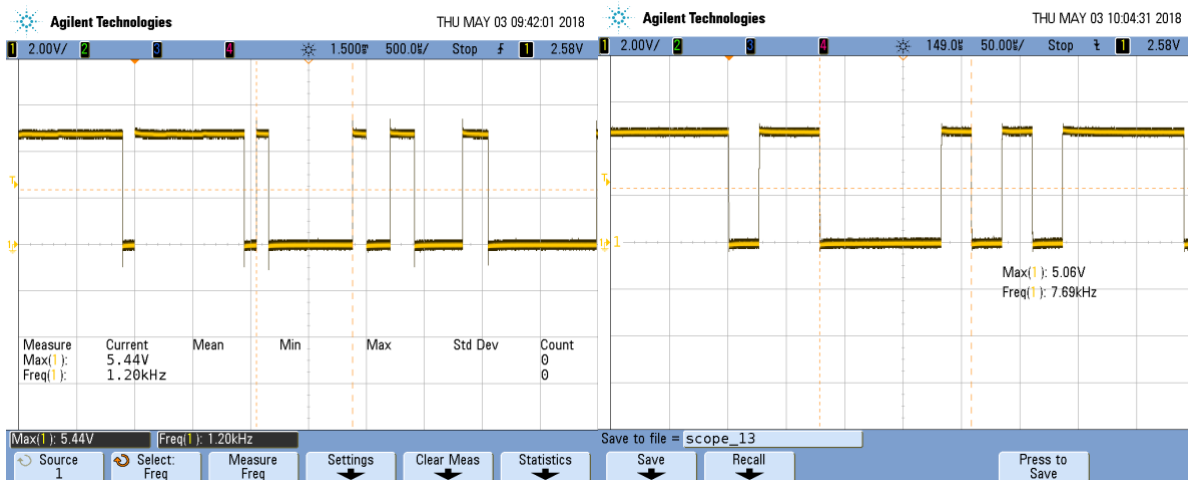 Agilent Technologies
THU MAY 03 09:42:01 2018
1 2.00V/ 2 3 4 1.500 500.0 / Stop 1 2.58V
T
Measure Current Mean Min Max Std Dev Count
Max(1): 5.44V 0
Freq(1): 1.20kHz 0
Max(1): 5.44V Freq(1): 1.20kHz
Source
1
Select:
Freq
Measure
Freq
Settings
Clear Meas
Statistics
Agilent Technologies
THU MAY 03 10:04:31 2018
1 2.00V/ 2 3 4 149.0 50.00 / Stop 1 2.58V
T
1
Max(1): 5.06V
Freq(1): 7.69kHz
Save to file = scope_13
Save
Recall
Press to
Save